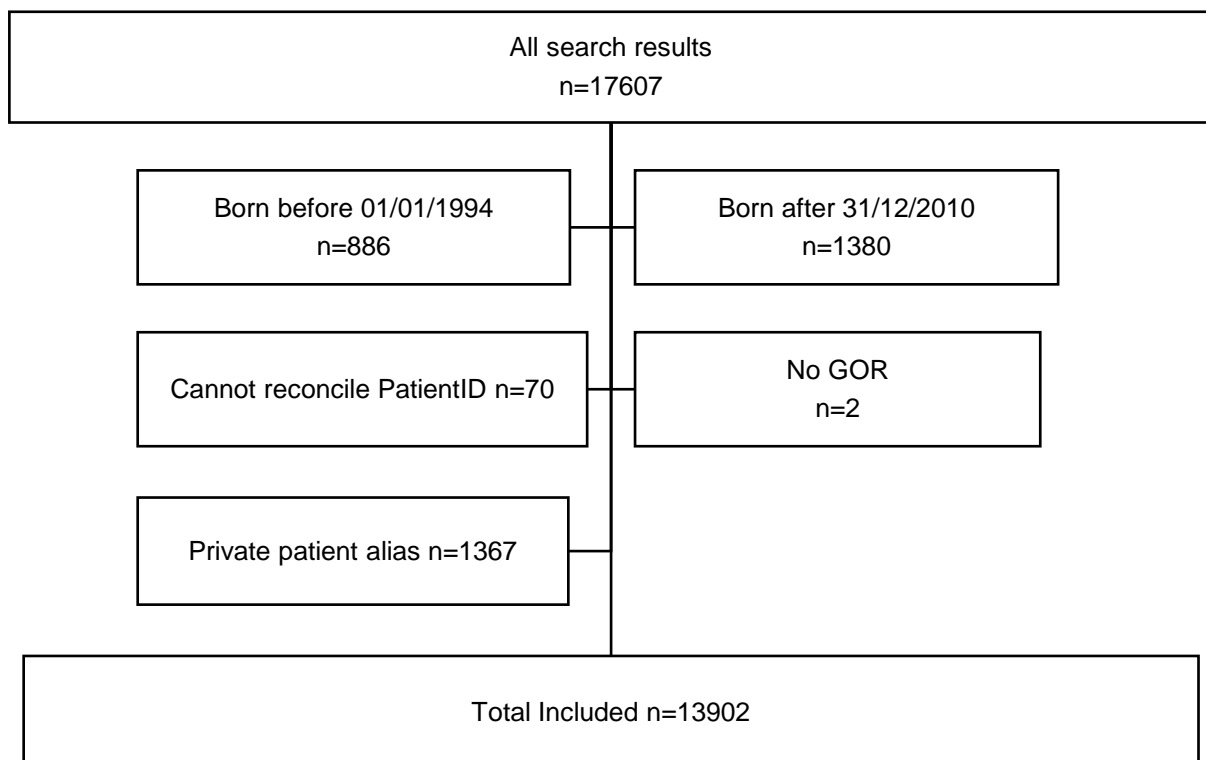 All search results
n=17607
Born before 01/01/1994
n=886
Born after 31/12/2010
n=1380
Cannot reconcile PatientID n=70
No GOR
n=2
Private patient alias n=1367
Total Included n=13902